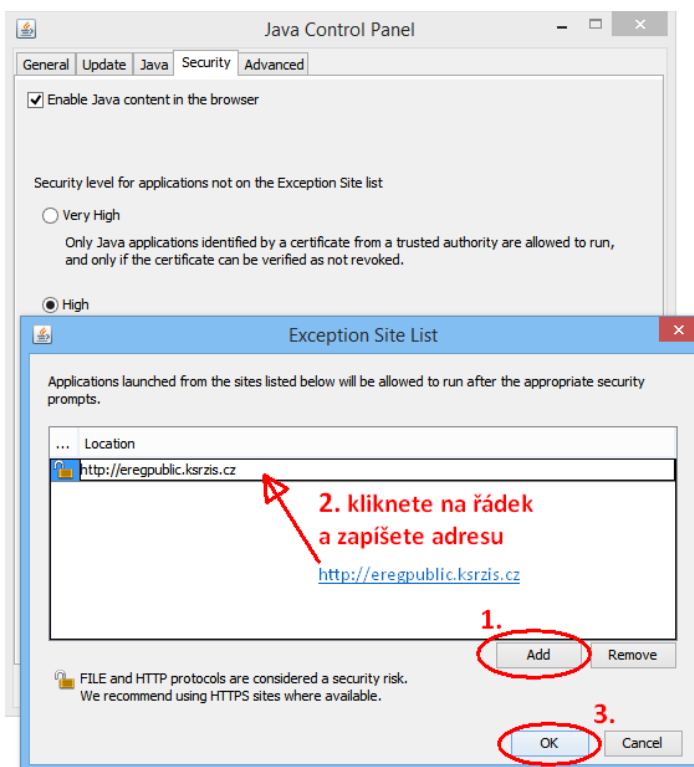 Java Control Panel
General Update Java Security Advanced
Enable Java content in the browser
Security level for applications not on the Exception Site list
Very High
Only Java applications identified by a certificate from a trusted authority are allowed to run,
and only if the certificate can be verified as not revoked.
High
Exception Site List
Applications launched from the sites listed below will be allowed to run after the appropriate security
prompts.
... Location
http://eregpublic.ksrzis.cz
2. kliknete na řádek
a zapíšete adresu
http://eregpublic.ksrzis.cz
1.
Add Remove
FILE and HTTP protocols are considered a security risk.
We recommend using HTTPS sites where available.
3.
OK Cancel